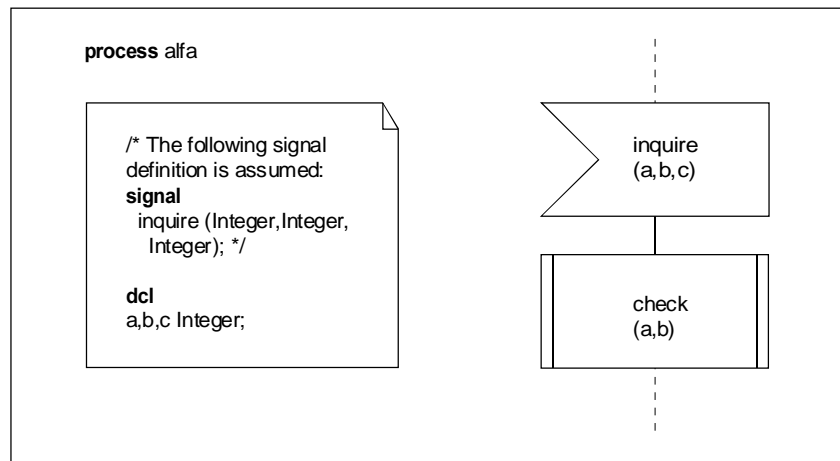 process alfa
/* The following signal
definition is assumed:
signal
inquire (Integer,Integer,
Integer); */
dcl
a,b,c Integer;
inquire
(a,b,c)
check
(a,b)